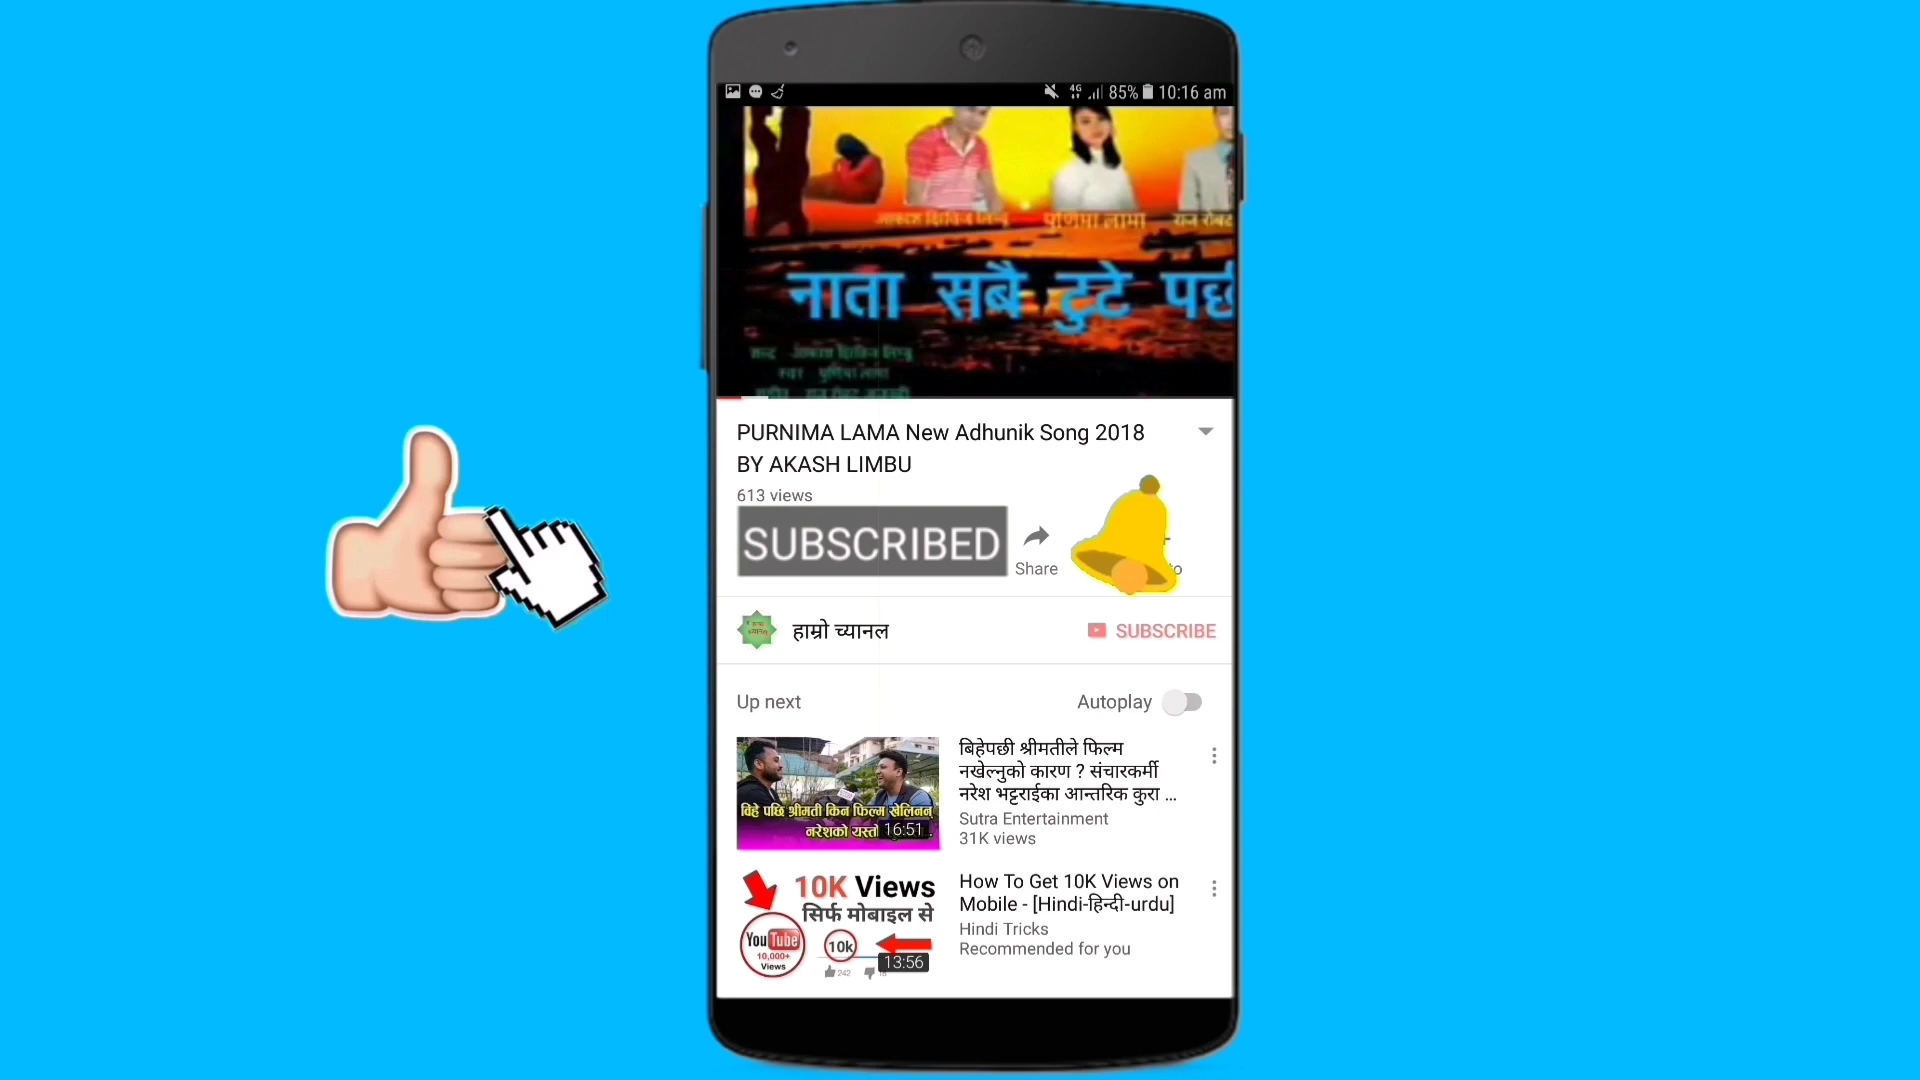 4G 85% 10:16 am
पुर्णिमा लामा
नाता सबै टुटे
PURNIMA LAMA New Adhunik Song 2018
BY AKASH LIMBU
613 views
SUBSCRIBED
Share
हाम्रो च्यानल
SUBSCRIBE
Up next
Autoplay
बिहेपछी श्रीमतीले फिल्म
नखेल्नुको कारण ? संचारकर्मी
नरेश भट्टराईका आन्तरिक कुरा ...
Sutra Entertainment
31K views
विहे पछि श्रीमती किन फिल्म खेलिनन्
नरेशको यस्तो
16:51
10K Views
सिर्फ मोबाइल से
YouTube
10,000+
Views
10k
242
13:56
How To Get 10K Views on
Mobile - [Hindi-हिन्दी-urdu]
Hindi Tricks
Recommended for you